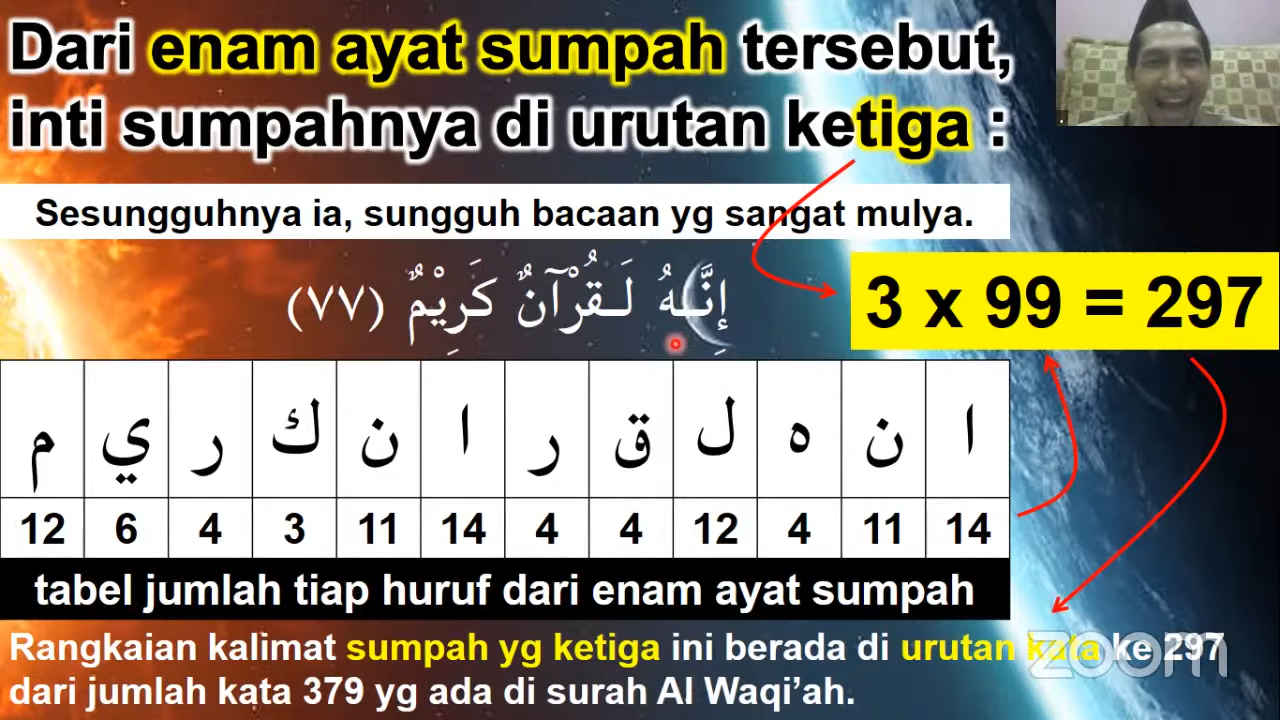 Dari enam ayat sumpah tersebut,
inti sumpahnya di urutan ketiga :
Sesungguhnya ia, sungguh bacaan yg sangat mulya.
إِنَّـهُ لَـقُرْآنٌ كَرِيْمٌ (٧٧)
3 x 99 = 297
ا ن ه ل ق ر ا ن ك ر ي م
12 6 4 3 11 14 4 4 12 4 11 14
tabel jumlah tiap huruf dari enam ayat sumpah
Rangkaian kalimat sumpah yg ketiga ini berada di urutan kata ke 297
dari jumlah kata 379 yg ada di surah Al Waqi’ah.
zoom